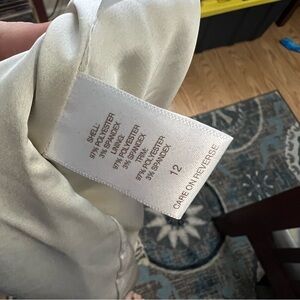 SHELL:
97% POLYESTER
3% SPANDEX
LINING:
97% POLYESTER
3% SPANDEX
TRIM:
97% POLYESTER
3% SPANDEX
12
CARE ON REVERSE